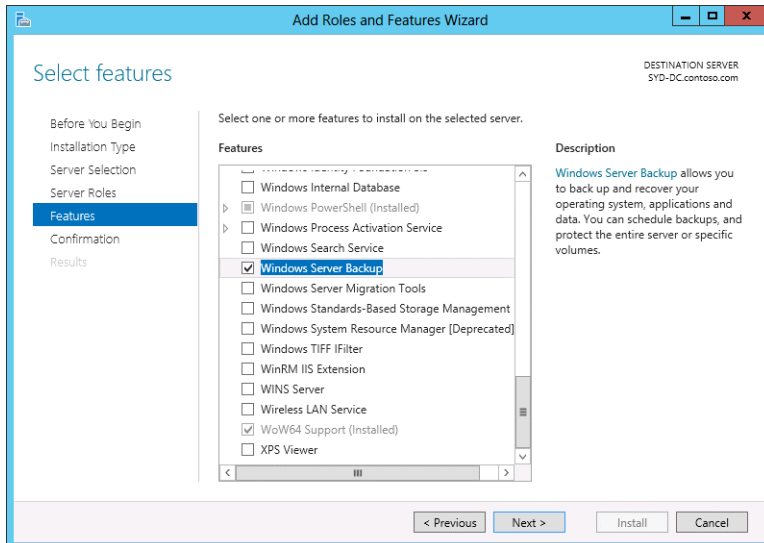 Add Roles and Features Wizard
Select features
DESTINATION SERVER
SYD-DC.contoso.com
Before You Begin
Installation Type
Server Selection
Server Roles
Features
Confirmation
Results
Select one or more features to install on the selected server.
Features
Windows Internal Database
Windows PowerShell (Installed)
Windows Process Activation Service
Windows Search Service
Windows Server Backup
Windows Server Migration Tools
Windows Standards-Based Storage Management
Windows System Resource Manager [Deprecated]
Windows TIFF IFilter
WinRM IIS Extension
WINS Server
Wireless LAN Service
WoW64 Support (Installed)
XPS Viewer
Description
Windows Server Backup allows you
to back up and recover your
operating system, applications and
data. You can schedule backups, and
protect the entire server or specific
volumes.
< Previous
Next >
Install
Cancel